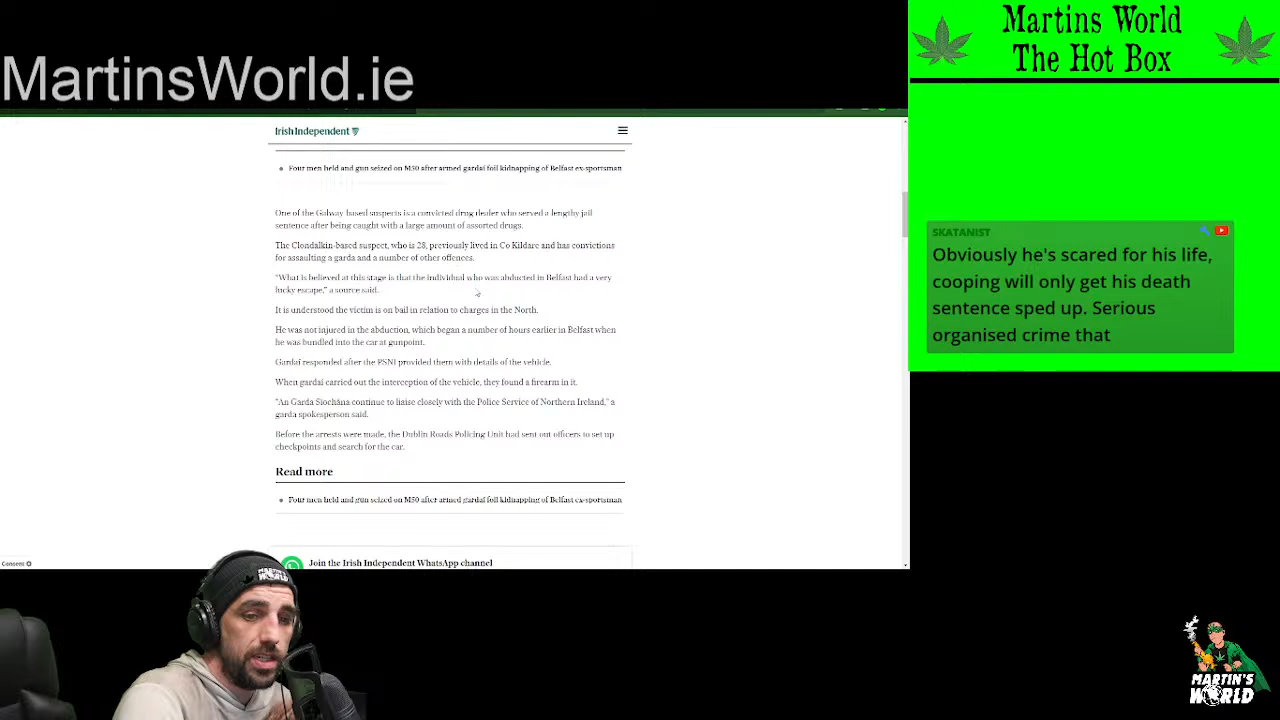 MartinsWorld.ie
Irish Independent
Four men held and gun seized on M50 after armed gardaí foil kidnapping of Belfast ex-sportsman
One of the Galway based suspects is a convicted drug dealer who served a lengthy jail
sentence after being caught with a large amount of assorted drugs.
The Clondalkin-based suspect, who is 28, previously lived in Co Kildare and has convictions
for assaulting a garda and a number of other offences.
"What is believed at this stage is that the individual who was abducted in Belfast had a very
lucky escape," a source said.
It is understood the victim is on bail in relation to charges in the North.
He was not injured in the abduction, which began a number of hours earlier in Belfast when
he was bundled into the car at gunpoint.
Gardaí responded after the PSNI provided them with details of the vehicle.
When gardaí carried out the interception of the vehicle, they found a firearm in it.
"An Garda Síochána continue to liaise closely with the Police Service of Northern Ireland," a
garda spokesperson said.
Before the arrests were made, the Dublin Roads Policing Unit had sent out officers to set up
checkpoints and search for the car.
Read more
Four men held and gun seized on M50 after armed gardaí foil kidnapping of Belfast ex-sportsman
Join the Irish Independent WhatsApp channel
Consent
Martins World
The Hot Box
SKATANIST
Obviously he's scared for his life,
cooping will only get his death
sentence sped up. Serious
organised crime that
MARTIN'S
WORLD
MARTIN'S
WORLD